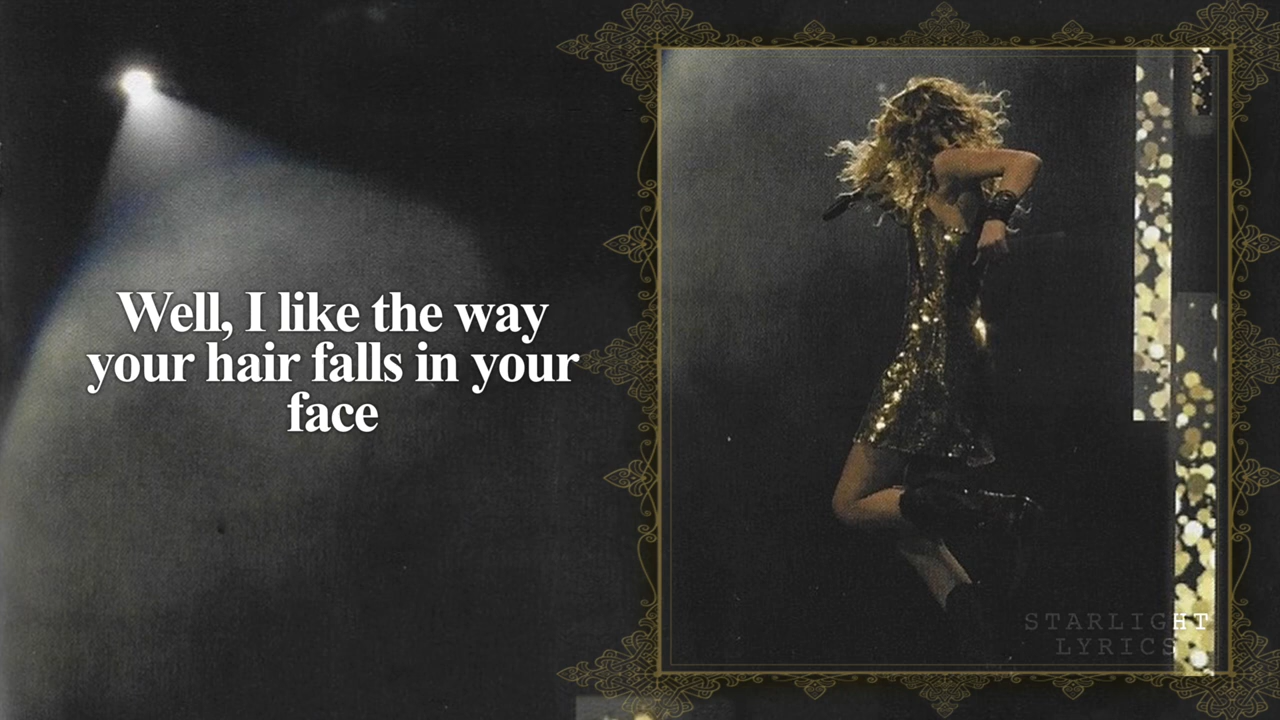 Well, I like the way
your hair falls in your
face
STARLIGHT
LYRICS